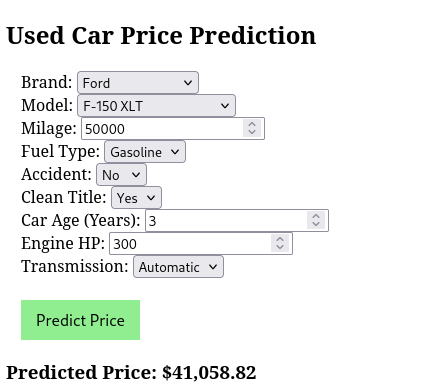 Used Car Price Prediction
Brand: Ford
Model: F-150 XLT
Milage: 50000
Fuel Type: Gasoline
Accident: No
Clean Title: Yes
Car Age (Years): 3
Engine HP: 300
Transmission: Automatic
Predict Price
Predicted Price: $41,058.82